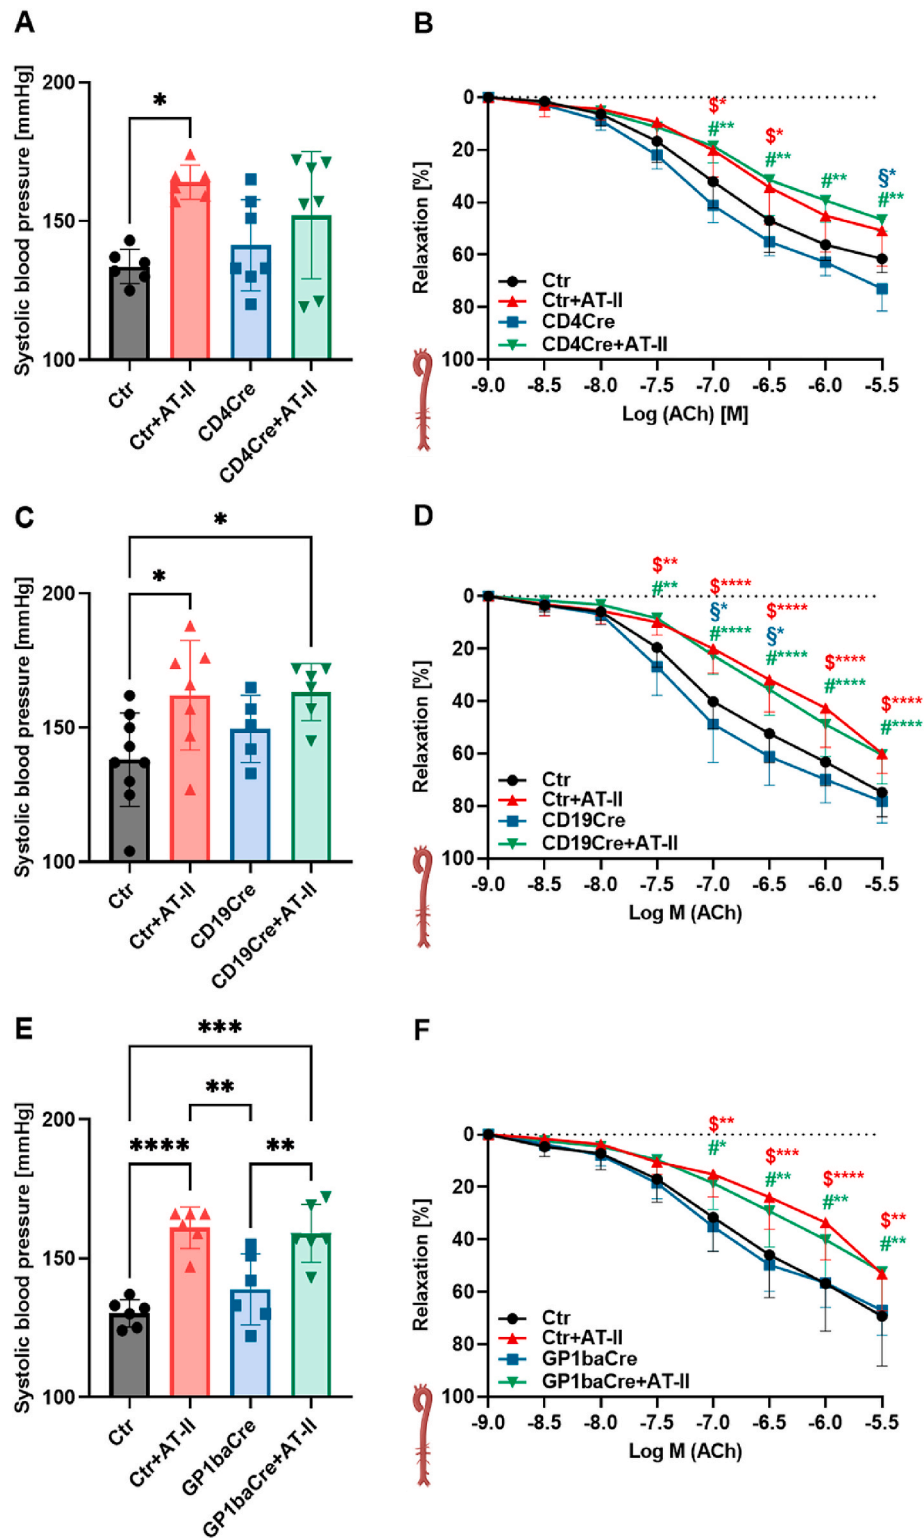 A
Systolic blood pressure [mmHg]
200
150
100
*
Ctr
Ctr+AT-II
CD4Cre
CD4Cre+AT-II
B
Relaxation [%]
0
20
40
60
80
100
$*
#**
$*
#**
#**
§*
#**
Ctr
Ctr+AT-II
CD4Cre
CD4Cre+AT-II
-9.0 -8.5 -8.0 -7.5 -7.0 -6.5 -6.0 -5.5
Log (ACh) [M]
C
Systolic blood pressure [mmHg]
200
150
100
*
*
Ctr
Ctr+AT-II
CD19Cre
CD19Cre+AT-II
D
Relaxation [%]
0
20
40
60
80
100
$**
#**
$****
§*
#****
$****
§*
#****
$****
#****
$****
#****
Ctr
Ctr+AT-II
CD19Cre
CD19Cre+AT-II
-9.0 -8.5 -8.0 -7.5 -7.0 -6.5 -6.0 -5.5
Log M (ACh)
E
Systolic blood pressure [mmHg]
200
150
100
***
**
****
**
Ctr
Ctr+AT-II
GP1baCre
GP1baCre+AT-II
F
Relaxation [%]
0
20
40
60
80
100
$**
#*
$***
#**
$****
#**
$**
#**
Ctr
Ctr+AT-II
GP1baCre
GP1baCre+AT-II
-9.0 -8.5 -8.0 -7.5 -7.0 -6.5 -6.0 -5.5
Log M (ACh)